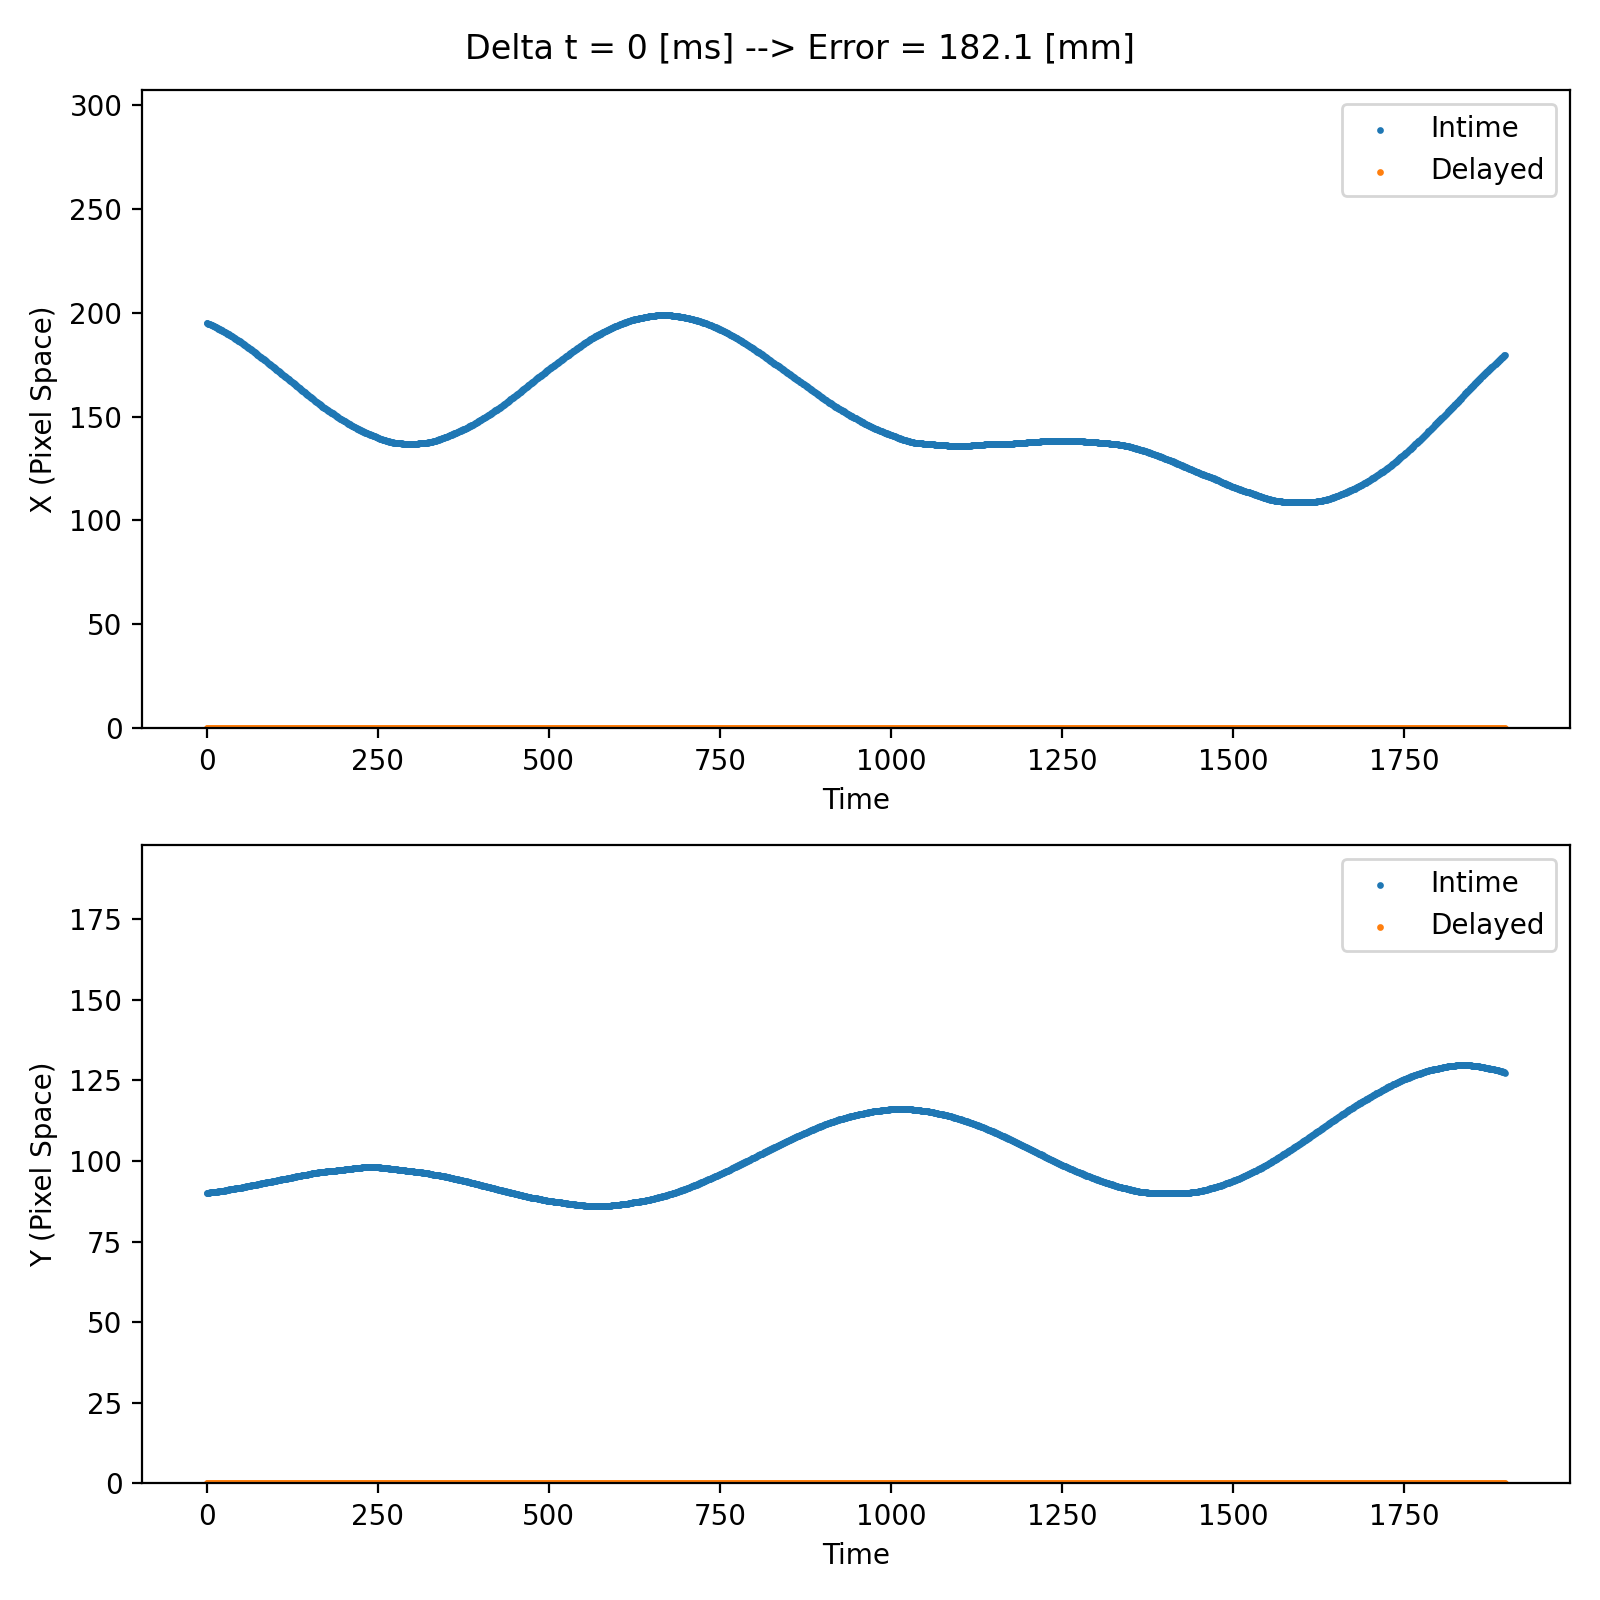 Delta t = 0 [ms] --> Error = 182.1 [mm]
300
250
200
150
100
50
0
X (Pixel Space)
Intime
Delayed
0 250 500 750 1000 1250 1500 1750
Time
175
150
125
100
75
50
25
0
Y (Pixel Space)
Intime
Delayed
0 250 500 750 1000 1250 1500 1750
Time